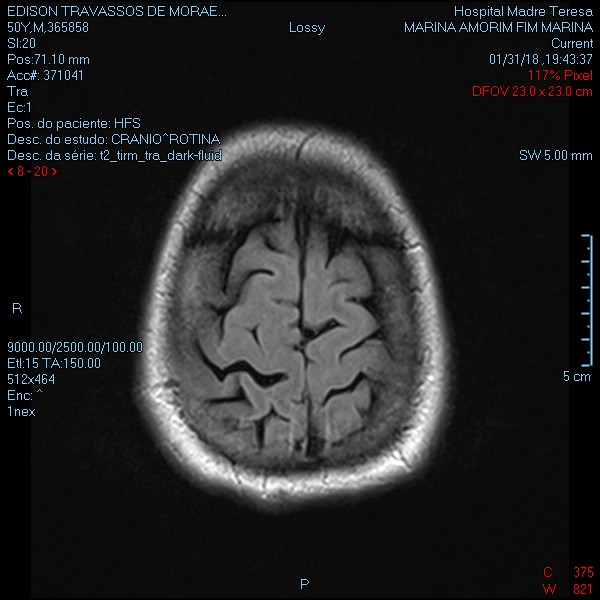 EDISON TRAVASSOS DE MORAE...
50Y,M,365858
Sl:20
Pos:71.10 mm
Acc#: 371041
Tra
Ec:1
Pos. do paciente: HFS
Desc. do estudo: CRANIO^ROTINA
Desc. da série: t2_tirm_tra_dark-fluid
< 8 - 20 >
Lossy
Hospital Madre Teresa
MARINA AMORIM FIM MARINA
Current
01/31/18 ,19:43:37
117% Pixel
DFOV 23.0 x 23.0 cm
SW 5.00 mm
R
9000.00/2500.00/100.00
Etl:15 TA:150.00
512x464
Enc: ^
1nex
5 cm
P
C 375
W 821